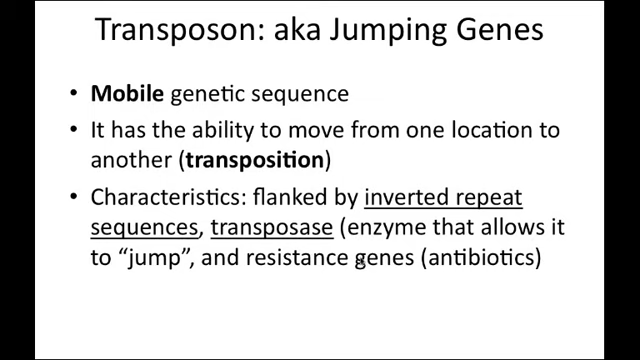 Transposon: aka Jumping Genes
• Mobile genetic sequence
• It has the ability to move from one location to
another (transposition)
• Characteristics: flanked by inverted repeat
sequences, transposase (enzyme that allows it
to “jump”, and resistance genes (antibiotics)